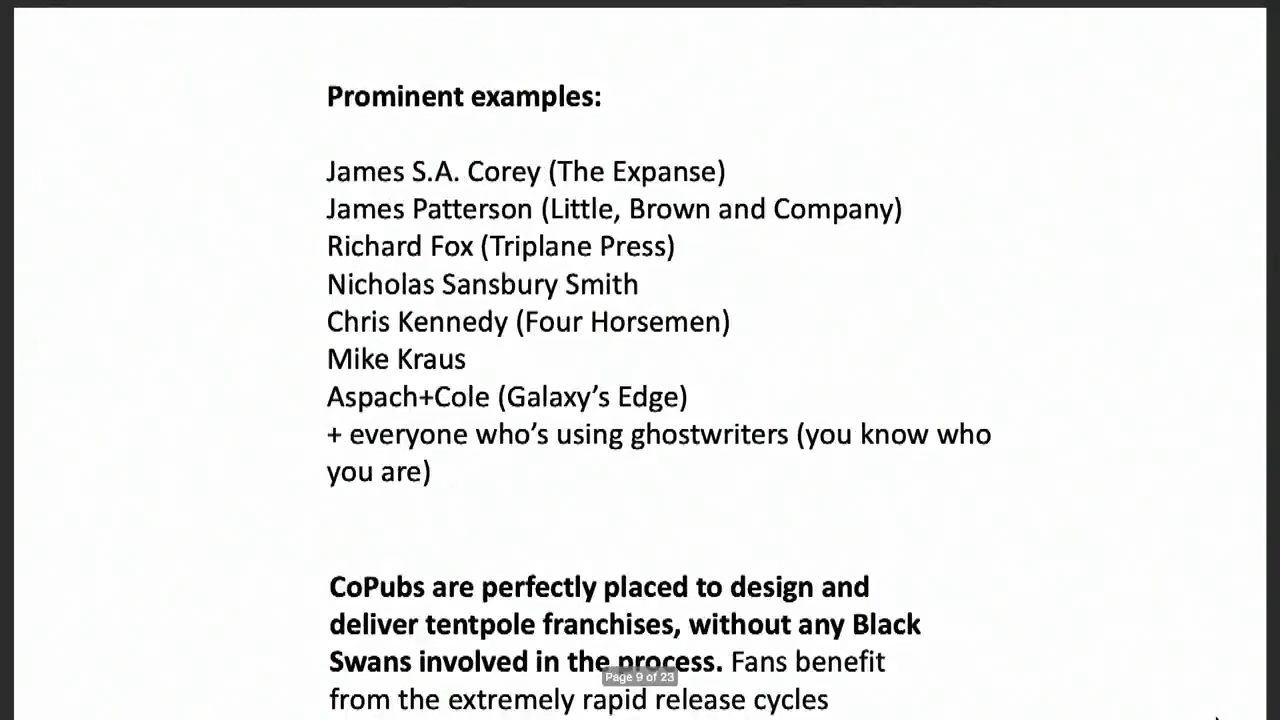 Prominent examples:
James S.A. Corey (The Expanse)
James Patterson (Little, Brown and Company)
Richard Fox (Triplane Press)
Nicholas Sansbury Smith
Chris Kennedy (Four Horsemen)
Mike Kraus
Aspach+Cole (Galaxy’s Edge)
+ everyone who’s using ghostwriters (you know who
you are)
CoPubs are perfectly placed to design and
deliver tentpole franchises, without any Black
Swans involved in the process. Fans benefit
Page 9 of 23
from the extremely rapid release cycles